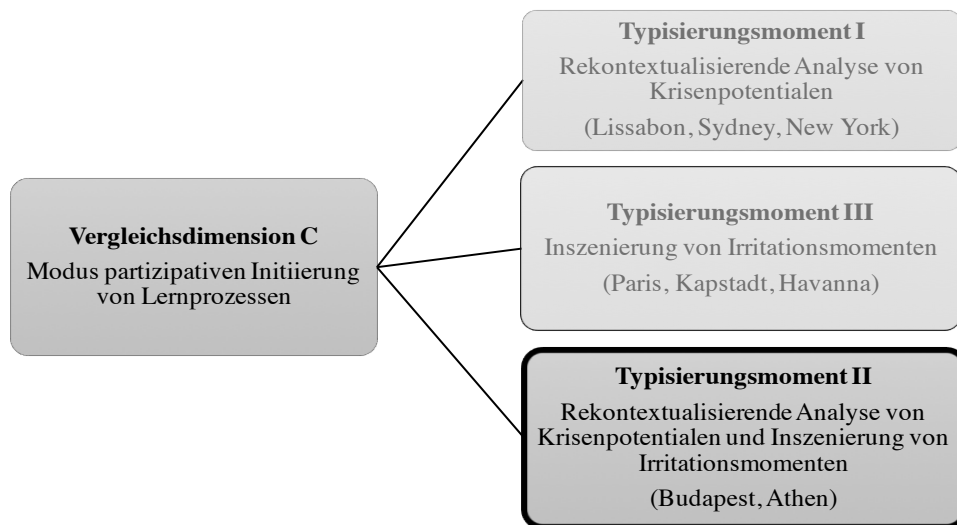 Typisierungsmoment I
Rekontextualisierende Analyse von
Krisenpotentialen
(Lissabon, Sydney, New York)
Vergleichsdimension C
Modus partizipativen Initiierung
von Lernprozessen
Typisierungsmoment III
Inszenierung von Irritationsmomenten
(Paris, Kapstadt, Havanna)
Typisierungsmoment II
Rekontextualisierende Analyse von
Krisenpotentialen und Inszenierung von
Irritationsmomenten
(Budapest, Athen)